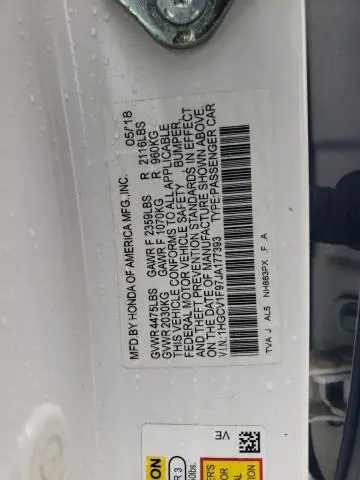 MFD.BY HONDA OF AMERICA MFG.,INC. 05/18
GVWR 4475LBS GAWR F 2359LBS R 2116LBS
GVWR 2030KG GAWR F 1070KG R 960KG
THIS VEHICLE CONFORMS TO ALL APPLICABLE
FEDERAL MOTOR VEHICLE SAFETY, BUMPER,
AND THEFT PREVENTION STANDARDS IN EFFECT
ON THE DATE OF MANUFACTURE SHOWN ABOVE.
V.I.N.:1HGCV1F97JA177393 TYPE:PASSENGER CAR
TVA J AL5 NH883PX F A
VE